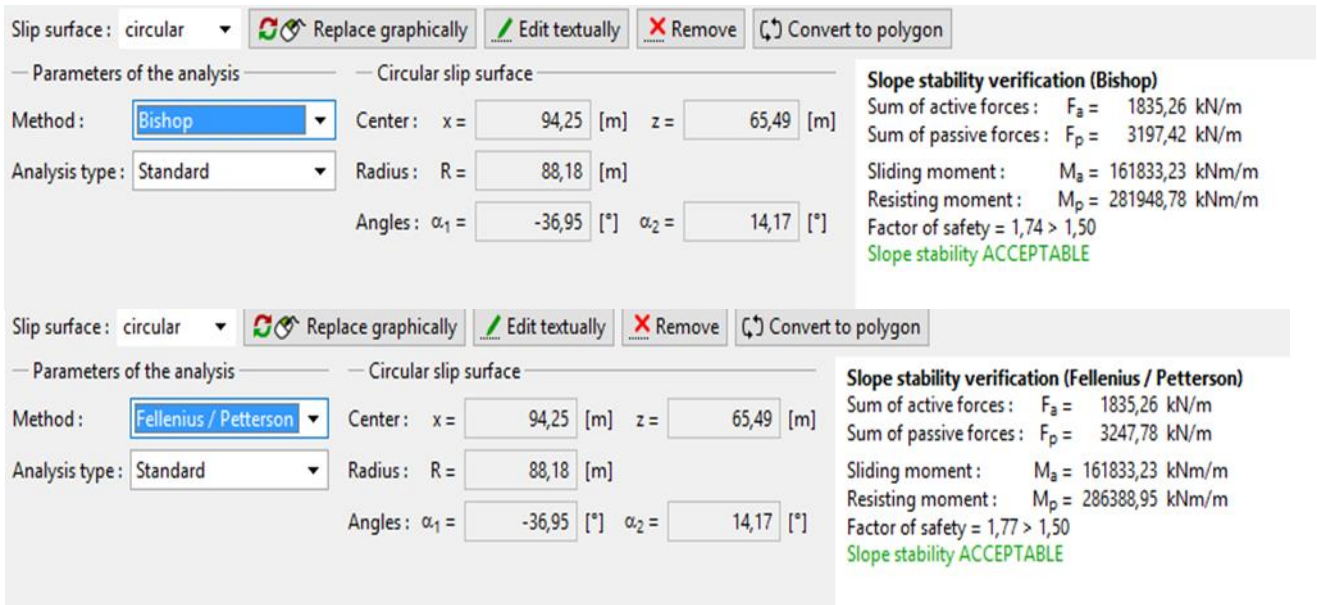 Slip surface : circular Replace graphically Edit textually Remove Convert to polygon
Parameters of the analysis Circular slip surface
Method : Bishop Center : x = 94,25 [m] z = 65,49 [m]
Analysis type : Standard Radius : R = 88,18 [m]
Angles : α1 = -36,95 [°] α2 = 14,17 [°]
Slope stability verification (Bishop)
Sum of active forces : Fa = 1835,26 kN/m
Sum of passive forces : Fp = 3197,42 kN/m
Sliding moment : Ma = 161833,23 kNm/m
Resisting moment : Mp = 281948,78 kNm/m
Factor of safety = 1,74 > 1,50
Slope stability ACCEPTABLE
Slip surface : circular Replace graphically Edit textually Remove Convert to polygon
Parameters of the analysis Circular slip surface
Method : Fellenius / Petterson Center : x = 94,25 [m] z = 65,49 [m]
Analysis type : Standard Radius : R = 88,18 [m]
Angles : α1 = -36,95 [°] α2 = 14,17 [°]
Slope stability verification (Fellenius / Petterson)
Sum of active forces : Fa = 1835,26 kN/m
Sum of passive forces : Fp = 3247,78 kN/m
Sliding moment : Ma = 161833,23 kNm/m
Resisting moment : Mp = 286388,95 kNm/m
Factor of safety = 1,77 > 1,50
Slope stability ACCEPTABLE